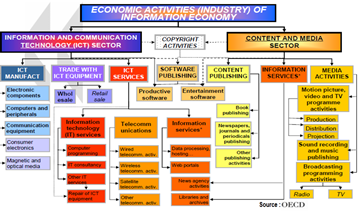 ECONOMIC ACTIVITIES (INDUSTRY) OF
INFORMATION ECONOMY
INFORMATION AND COMMUNICATION
TECHNOLOGY (ICT) SECTOR
COPYRIGHT
ACTIVITIES
CONTENT AND MEDIA
SECTOR
ICT
MANUFACT
TRADE WITH
ICT EQUIPMENT
ICT
SERVICES
SOFTWARE
PUBLISHING
CONTENT
PUBLISHING
INFORMATION
SERVICES*
MEDIA
ACTIVITIES
Electronic
components
Computers and
peripherals
Communication
equipment
Consumer
electronics
Magnetic and
optical media
Whol esale
Retail
sale
Productive
software
Entertainment
software
Information
technology
(IT) services
Computer programming
IT consultancy
Other IT
services
Repair of ICT
equipment
Telecomm
unications
Wired
telecomm. activ.
Wireless
telecomm. activ.
Satellite
telecomm. activ.
Other
telecomm. activ.
Information
services*
Data processing,
hosting
Web portals
News agency
activities
Libraries and
archives
Book
publishing
Newspapers,
journals and
periodicals
publishing
Other
publishing
activities
Motion picture,
video and TV
programme
activities
Production
Distribution
Projection
Sound recording and
music publishing
Broadcasting
programming
activities
Radio
TV
Source : OECD